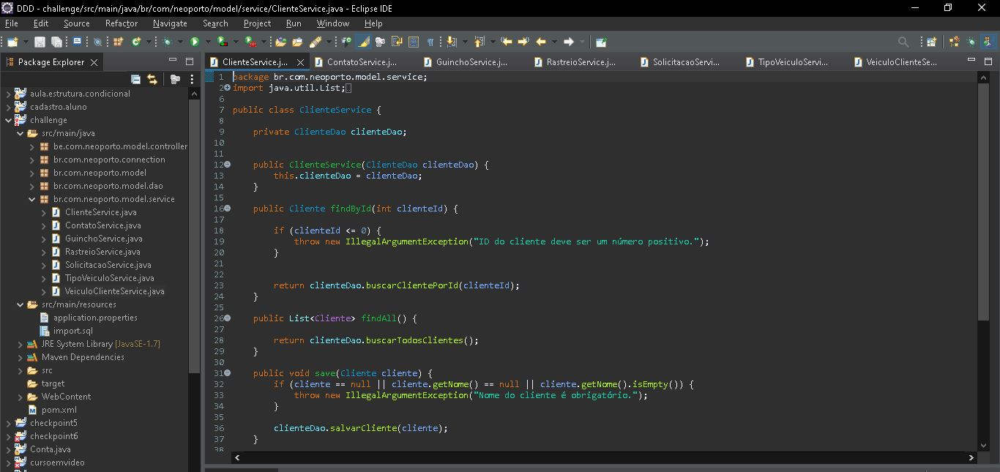 DDD - challenge/src/main/java/br/com/neoporto/model/service/ClienteService.java - Eclipse IDE
File Edit Source Refactor Navigate Search Project Run Window Help
Package Explorer
aula.estrutura.condicional
cadastro.aluno
challenge
src/main/java
be.com.neoporto.model.controller
br.com.neoporto.connection
br.com.neoporto.model
br.com.neoporto.model.dao
br.com.neoporto.model.service
ClienteService.java
ContatoService.java
GuinchoService.java
RastreioService.java
SolicitacaoService.java
TipoVeiculoService.java
VeiculoClienteService.java
src/main/resources
application.properties
import.sql
JRE System Library [JavaSE-1.7]
Maven Dependencies
src
target
WebContent
pom.xml
checkpoint5
checkpoint6
Conta.java
cursoemvideo
ClienteService.j... ContatoService.j... GuinchoService.j... RastreioService.j... SolicitacaoServi... TipoVeiculoServi... VeiculoClienteSe...
1 package br.com.neoporto.model.service;
2 import java.util.List;
6
7 public class ClienteService {
8
9 private ClienteDao clienteDao;
10
11
12 public ClienteService(ClienteDao clienteDao) {
13 this.clienteDao = clienteDao;
14 }
15
16 public Cliente findById(int clienteId) {
17
18 if (clienteId <= 0) {
19 throw new IllegalArgumentException("ID do cliente deve ser um número positivo.");
20 }
21
22
23 return clienteDao.buscarClientePorId(clienteId);
24 }
25
26 public List<Cliente> findAll() {
27
28 return clienteDao.buscarTodosClientes();
29 }
30
31 public void save(Cliente cliente) {
32 if (cliente == null || cliente.getNome() == null || cliente.getNome().isEmpty()) {
33 throw new IllegalArgumentException("Nome do cliente é obrigatório.");
34 }
35
36 clienteDao.salvarCliente(cliente);
37 }
38